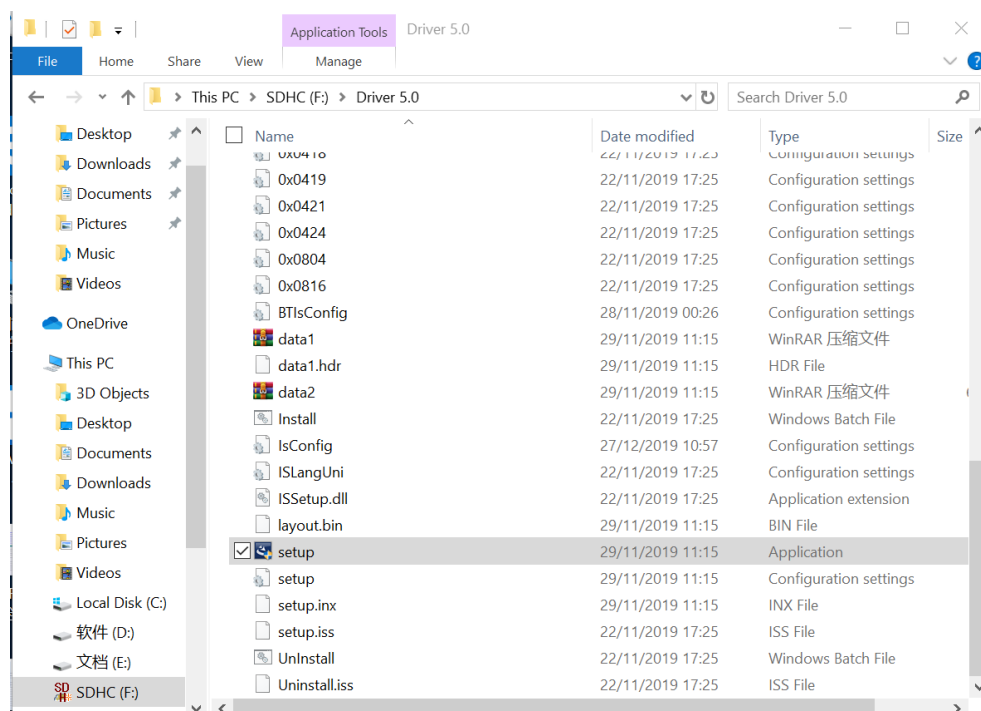 Application Tools Driver 5.0
File Home Share View Manage ?
This PC SDHC (F:) Driver 5.0 Search Driver 5.0
Name Date modified Type Size
Desktop
Downloads
Documents
Pictures
Music
Videos
OneDrive
This PC
3D Objects
Desktop
Documents
Downloads
Music
Pictures
Videos
Local Disk (C:)
软件 (D:)
文档 (E:)
SDHC (F:)
0x0418 22/11/2019 17:25 Configuration settings
0x0419 22/11/2019 17:25 Configuration settings
0x0421 22/11/2019 17:25 Configuration settings
0x0424 22/11/2019 17:25 Configuration settings
0x0804 22/11/2019 17:25 Configuration settings
0x0816 22/11/2019 17:25 Configuration settings
BTIsConfig 28/11/2019 00:26 Configuration settings
data1 29/11/2019 11:15 WinRAR 压缩文件
data1.hdr 29/11/2019 11:15 HDR File
data2 29/11/2019 11:15 WinRAR 压缩文件
Install 22/11/2019 17:25 Windows Batch File
IsConfig 27/12/2019 10:57 Configuration settings
ISLangUni 22/11/2019 17:25 Configuration settings
ISSetup.dll 22/11/2019 17:25 Application extension
layout.bin 29/11/2019 11:15 BIN File
setup 29/11/2019 11:15 Application
setup 29/11/2019 11:15 Configuration settings
setup.inx 29/11/2019 11:15 INX File
setup.iss 22/11/2019 17:25 ISS File
UnInstall 22/11/2019 17:25 Windows Batch File
Uninstall.iss 22/11/2019 17:25 ISS File